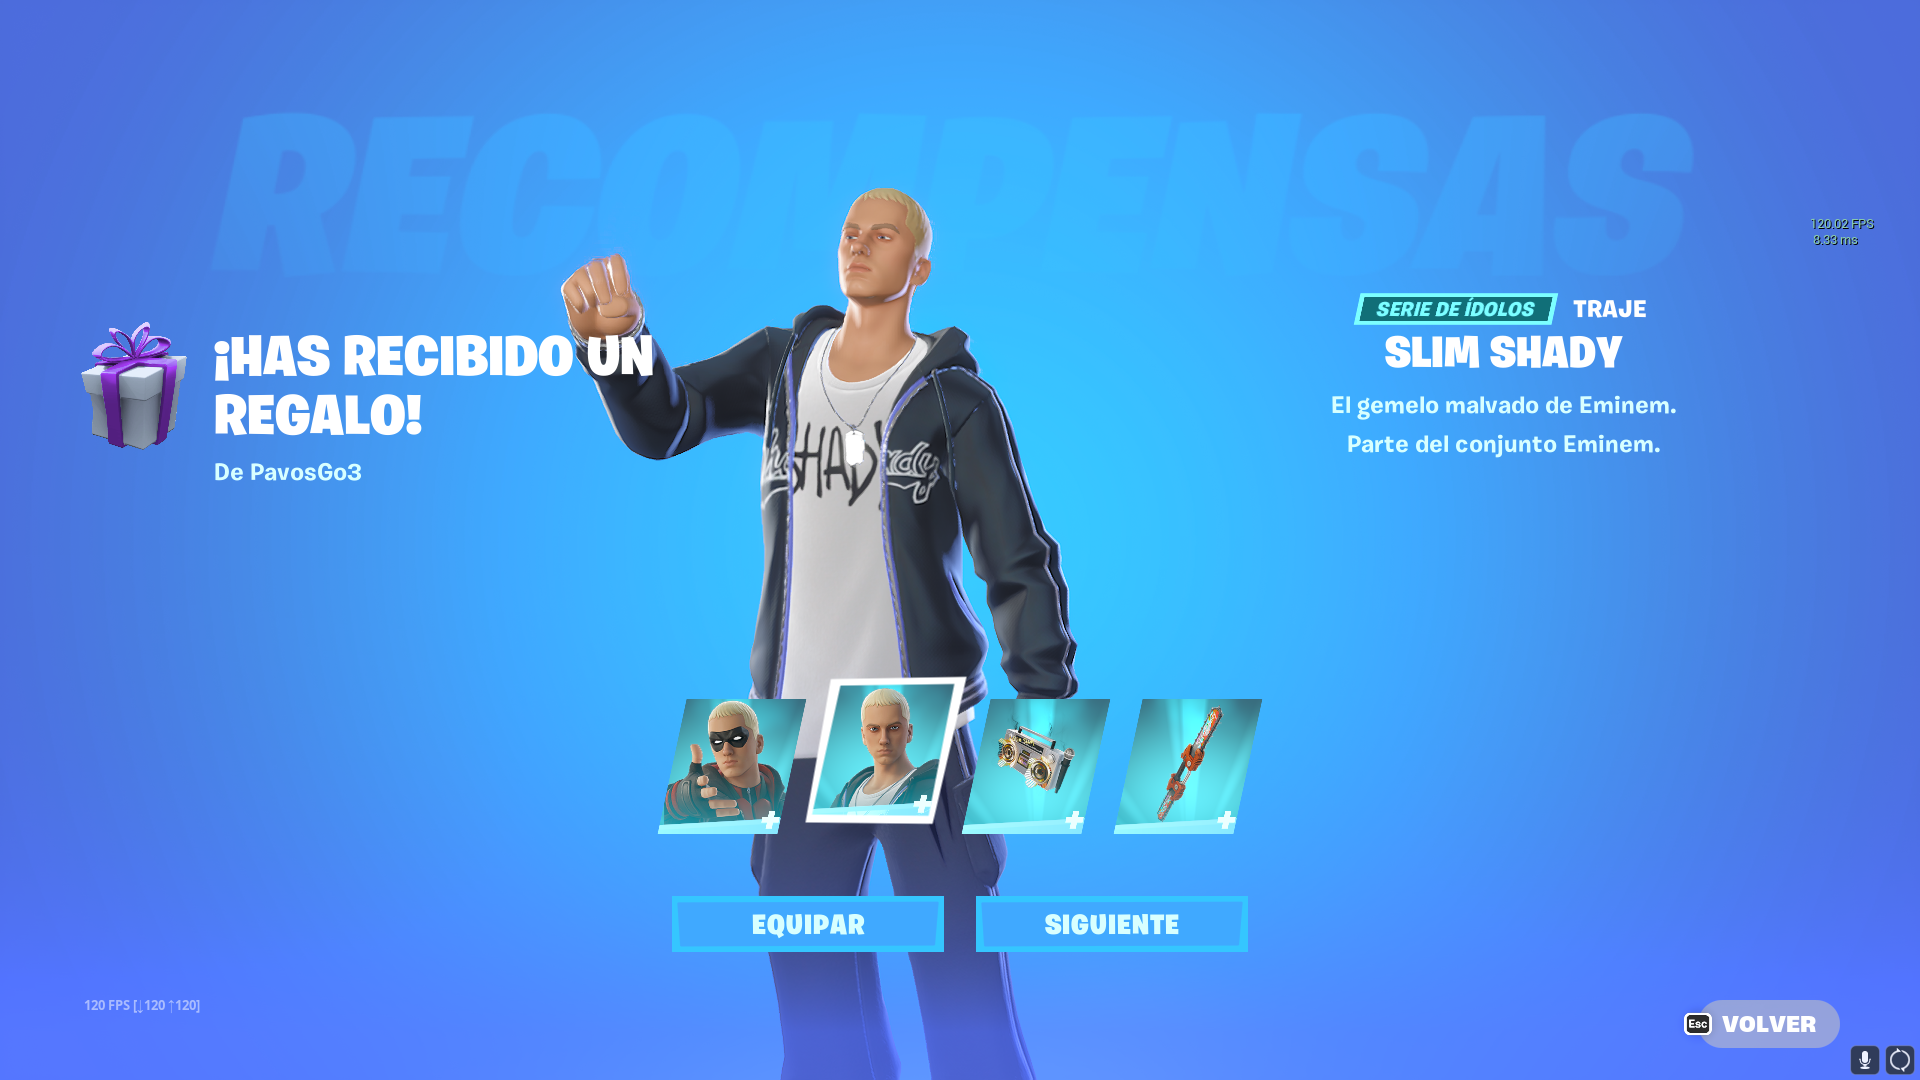 RECOMPENSAS
120.02 FPS
8.33 ms
¡HAS RECIBIDO UN
REGALO!
De PavosGo3
SERIE DE ÍDOLOS TRAJE
SLIM SHADY
El gemelo malvado de Eminem.
Parte del conjunto Eminem.
SHADY
EQUIPAR
SIGUIENTE
120 FPS [↓120 ↑120]
Esc VOLVER